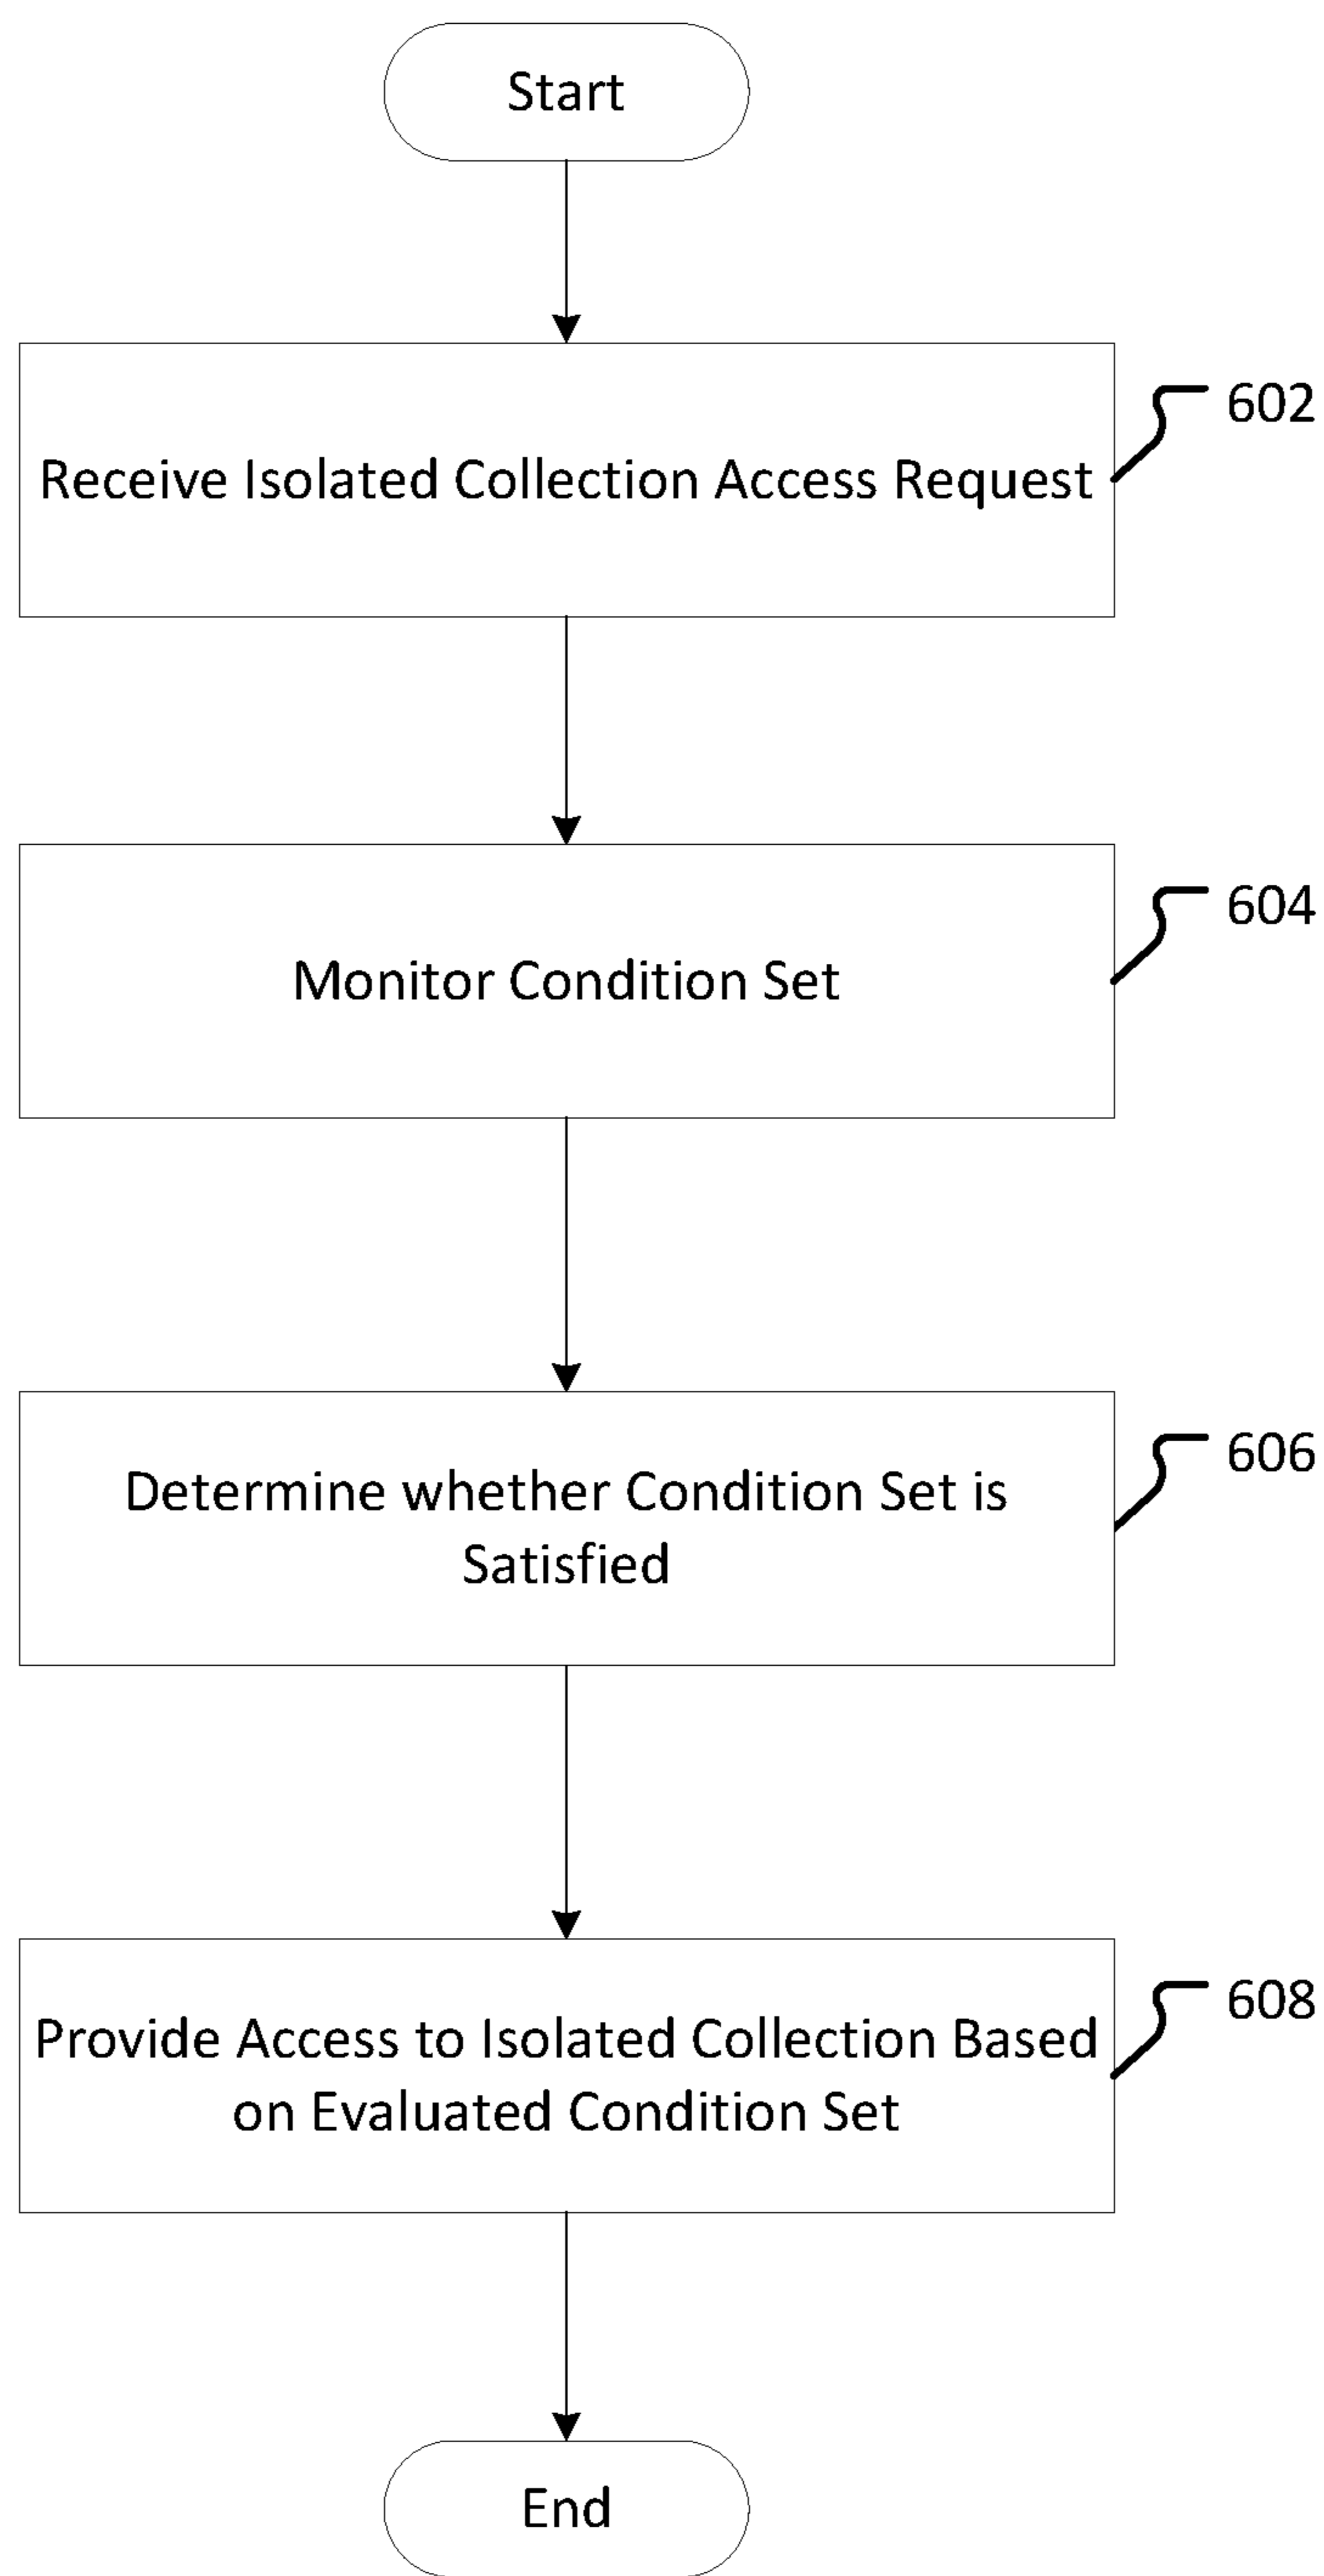 Start
Receive Isolated Collection Access Request
602
Monitor Condition Set
604
Determine whether Condition Set is
Satisfied
606
Provide Access to Isolated Collection Based
on Evaluated Condition Set
608
End